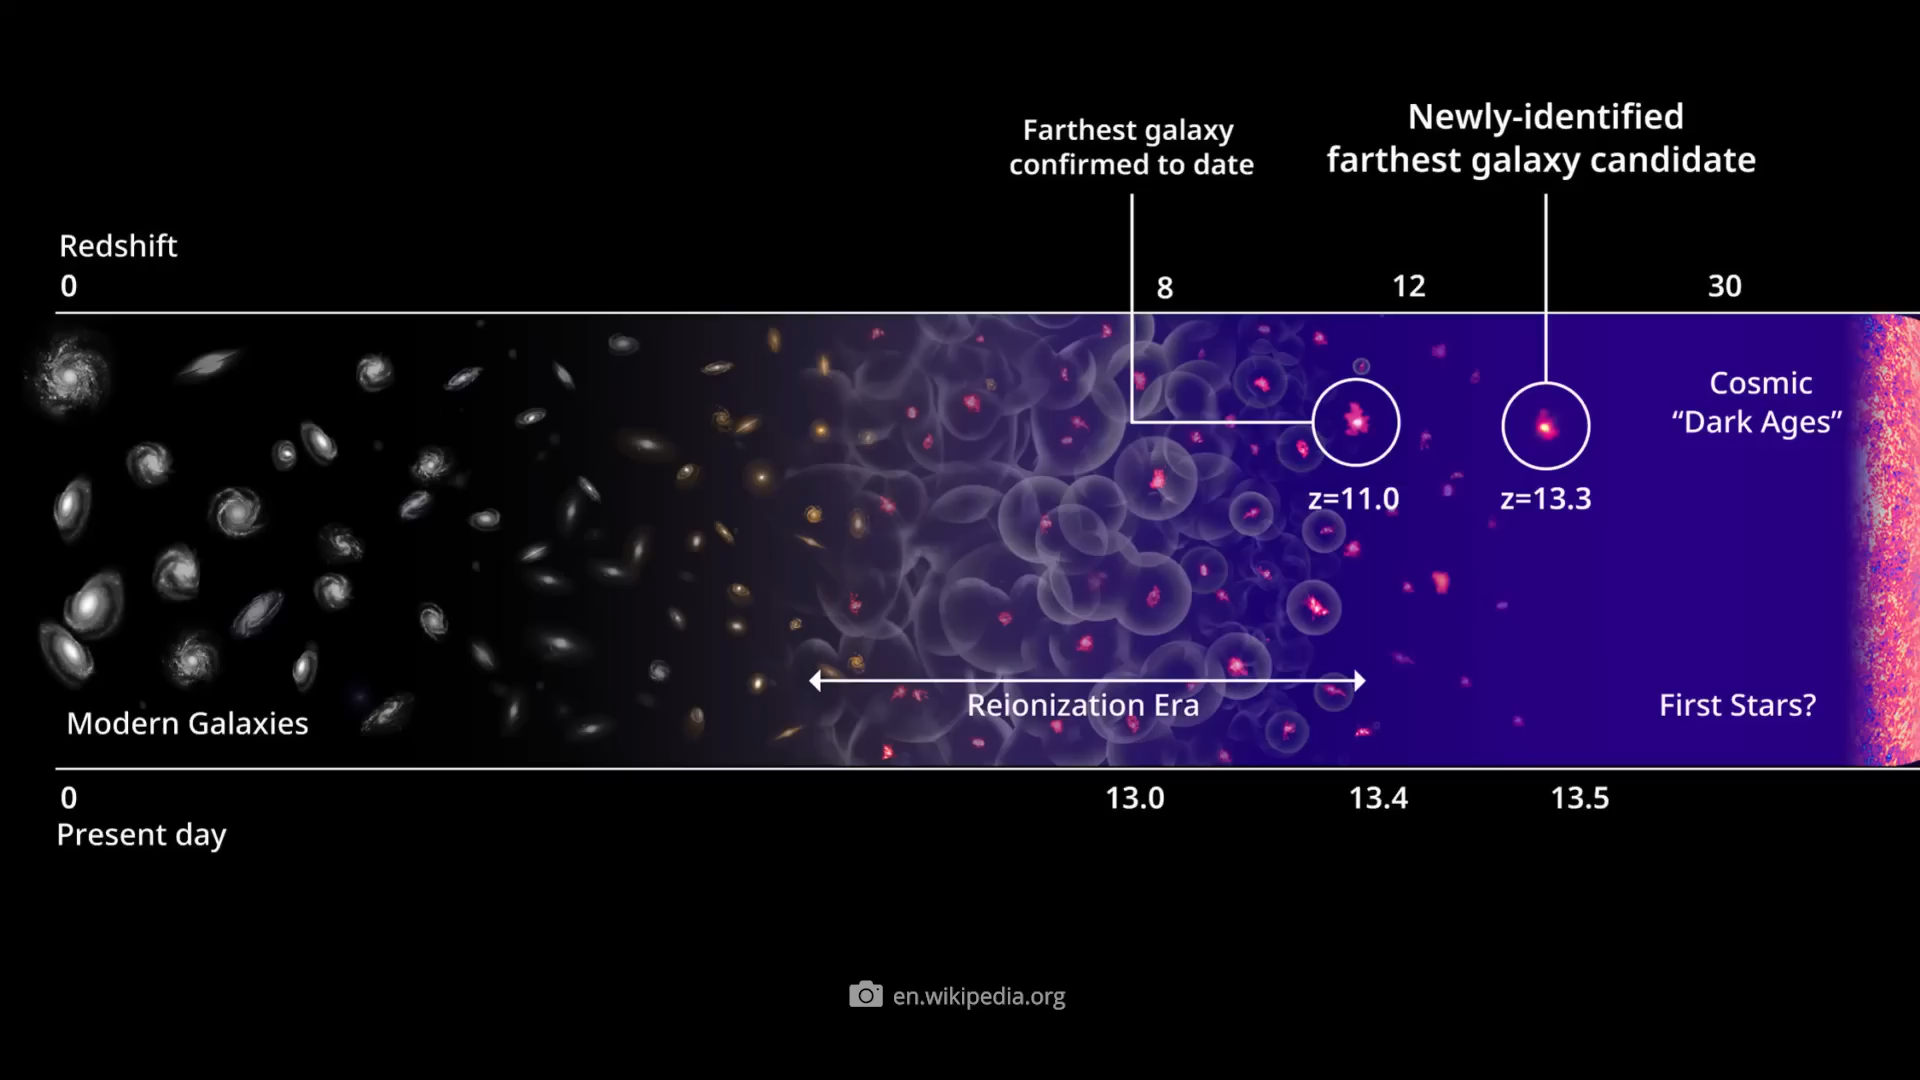 Farthest galaxy
confirmed to date
Newly-identified
farthest galaxy candidate
Redshift
0
8
12
30
Cosmic
“Dark Ages”
z=11.0
z=13.3
Reionization Era
First Stars?
Modern Galaxies
0
13.0
13.4
13.5
Present day
en.wikipedia.org